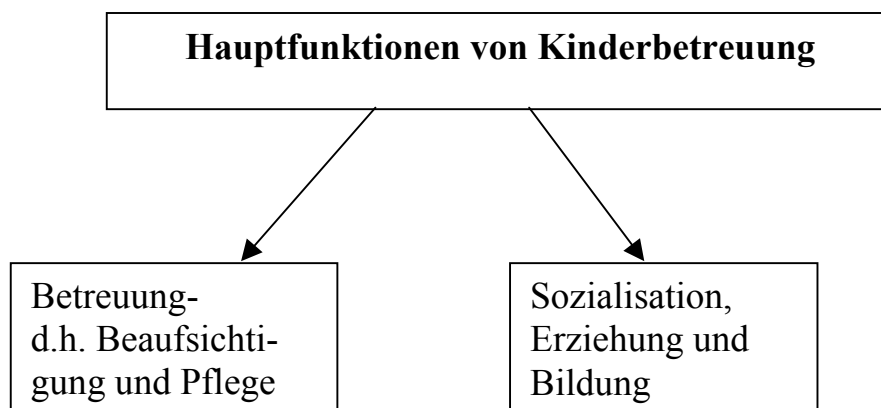 Hauptfunktionen von Kinderbetreuung
Betreuung-
d.h. Beaufsichti-
gung und Pflege
Sozialisation,
Erziehung und
Bildung